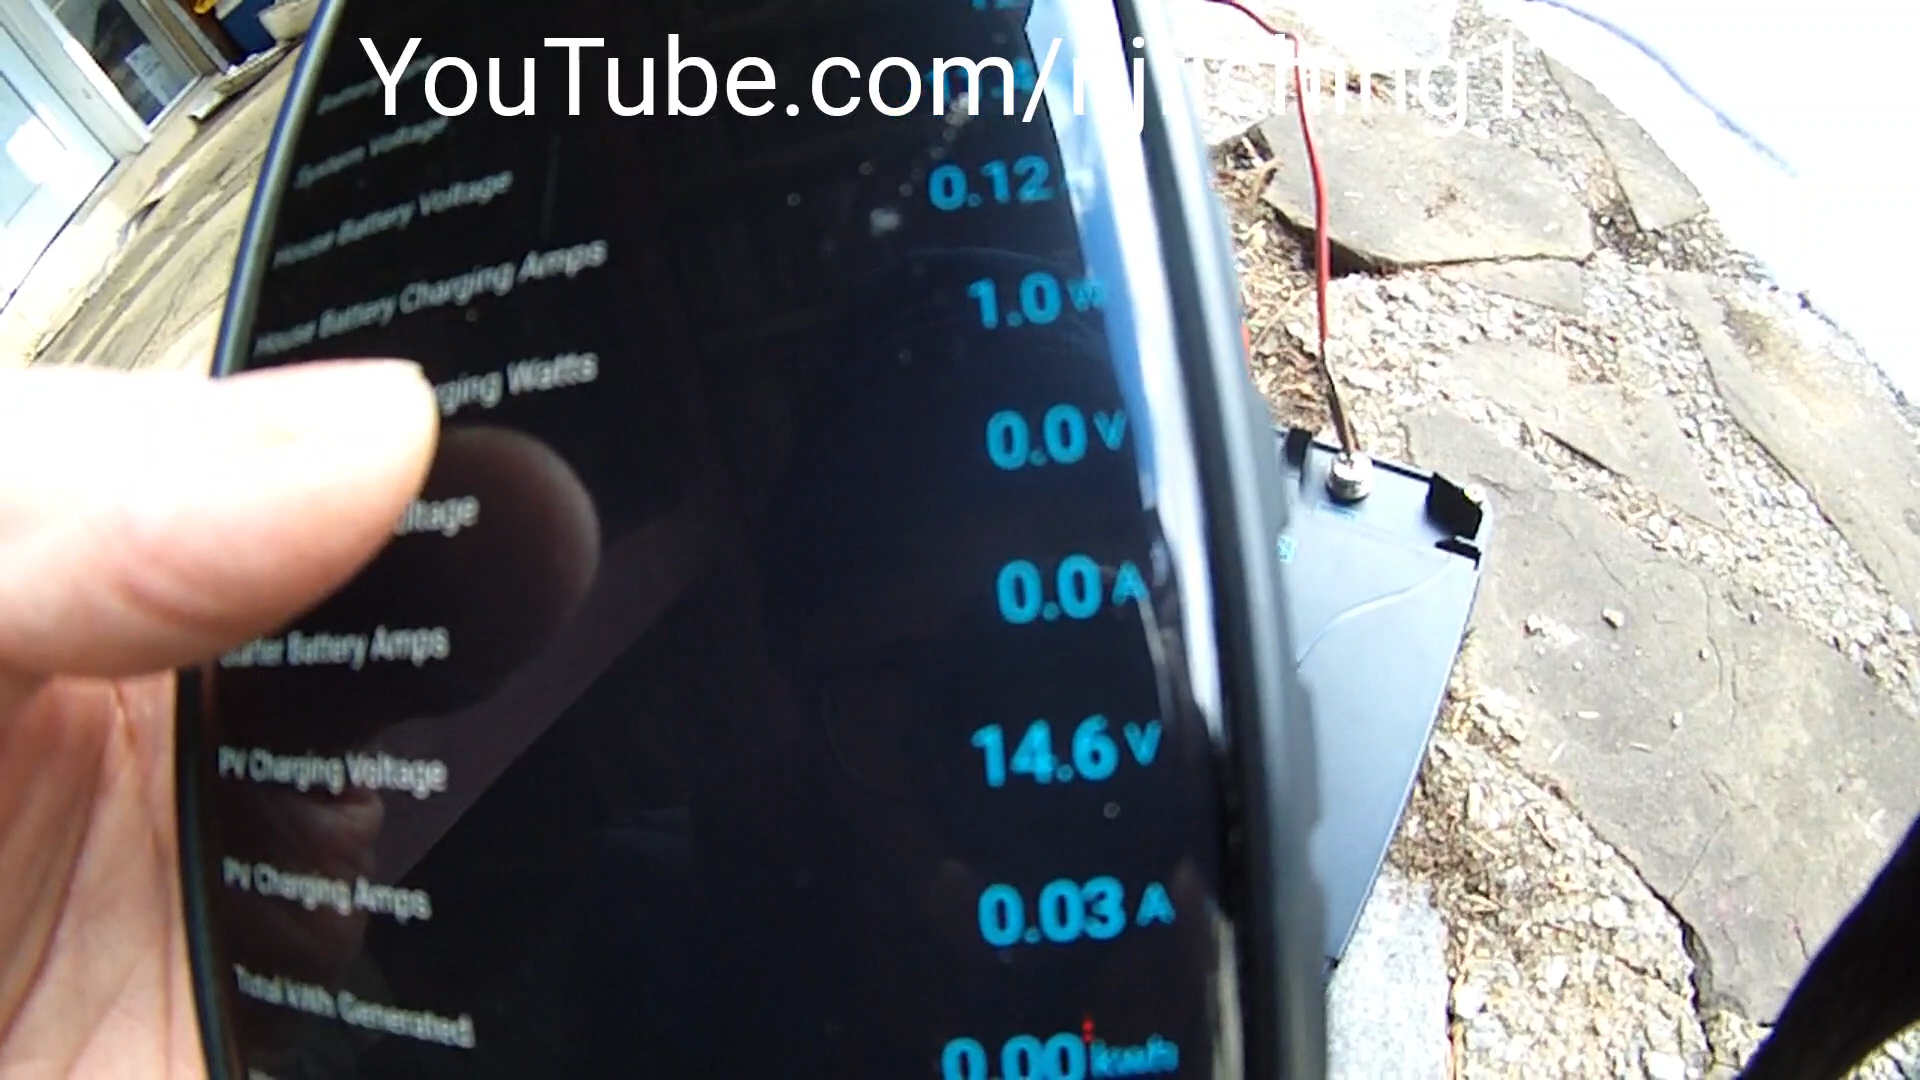 YouTube.com/
System Voltage
House Battery Voltage
0.12
House Battery Charging Amps
1.0 W
ging Watts
0.0 V
oltage
0.0 A
Battery Amps
14.6 V
PV Charging Voltage
0.03 A
PV Charging Amps
0.00 kwh
Total kWh Generated